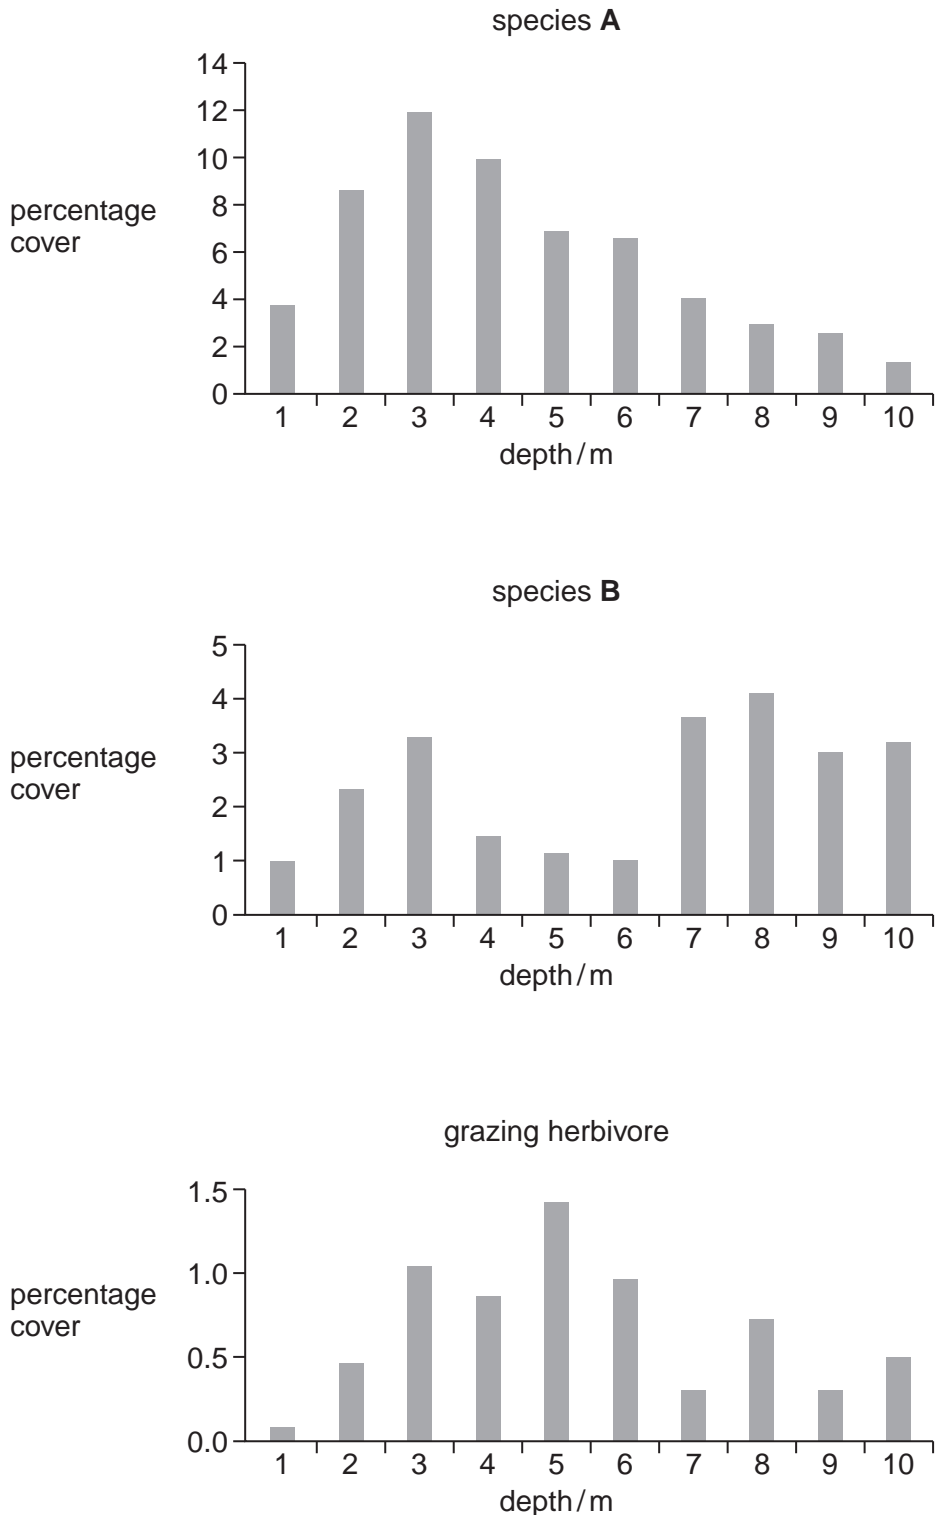 species A
14
12
10
8
6
4
2
0
percentage
cover
1 2 3 4 5 6 7 8 9 10
depth/m
species B
5
4
3
2
1
0
percentage
cover
1 2 3 4 5 6 7 8 9 10
depth/m
grazing herbivore
1.5
1.0
0.5
0.0
percentage
cover
1 2 3 4 5 6 7 8 9 10
depth/m